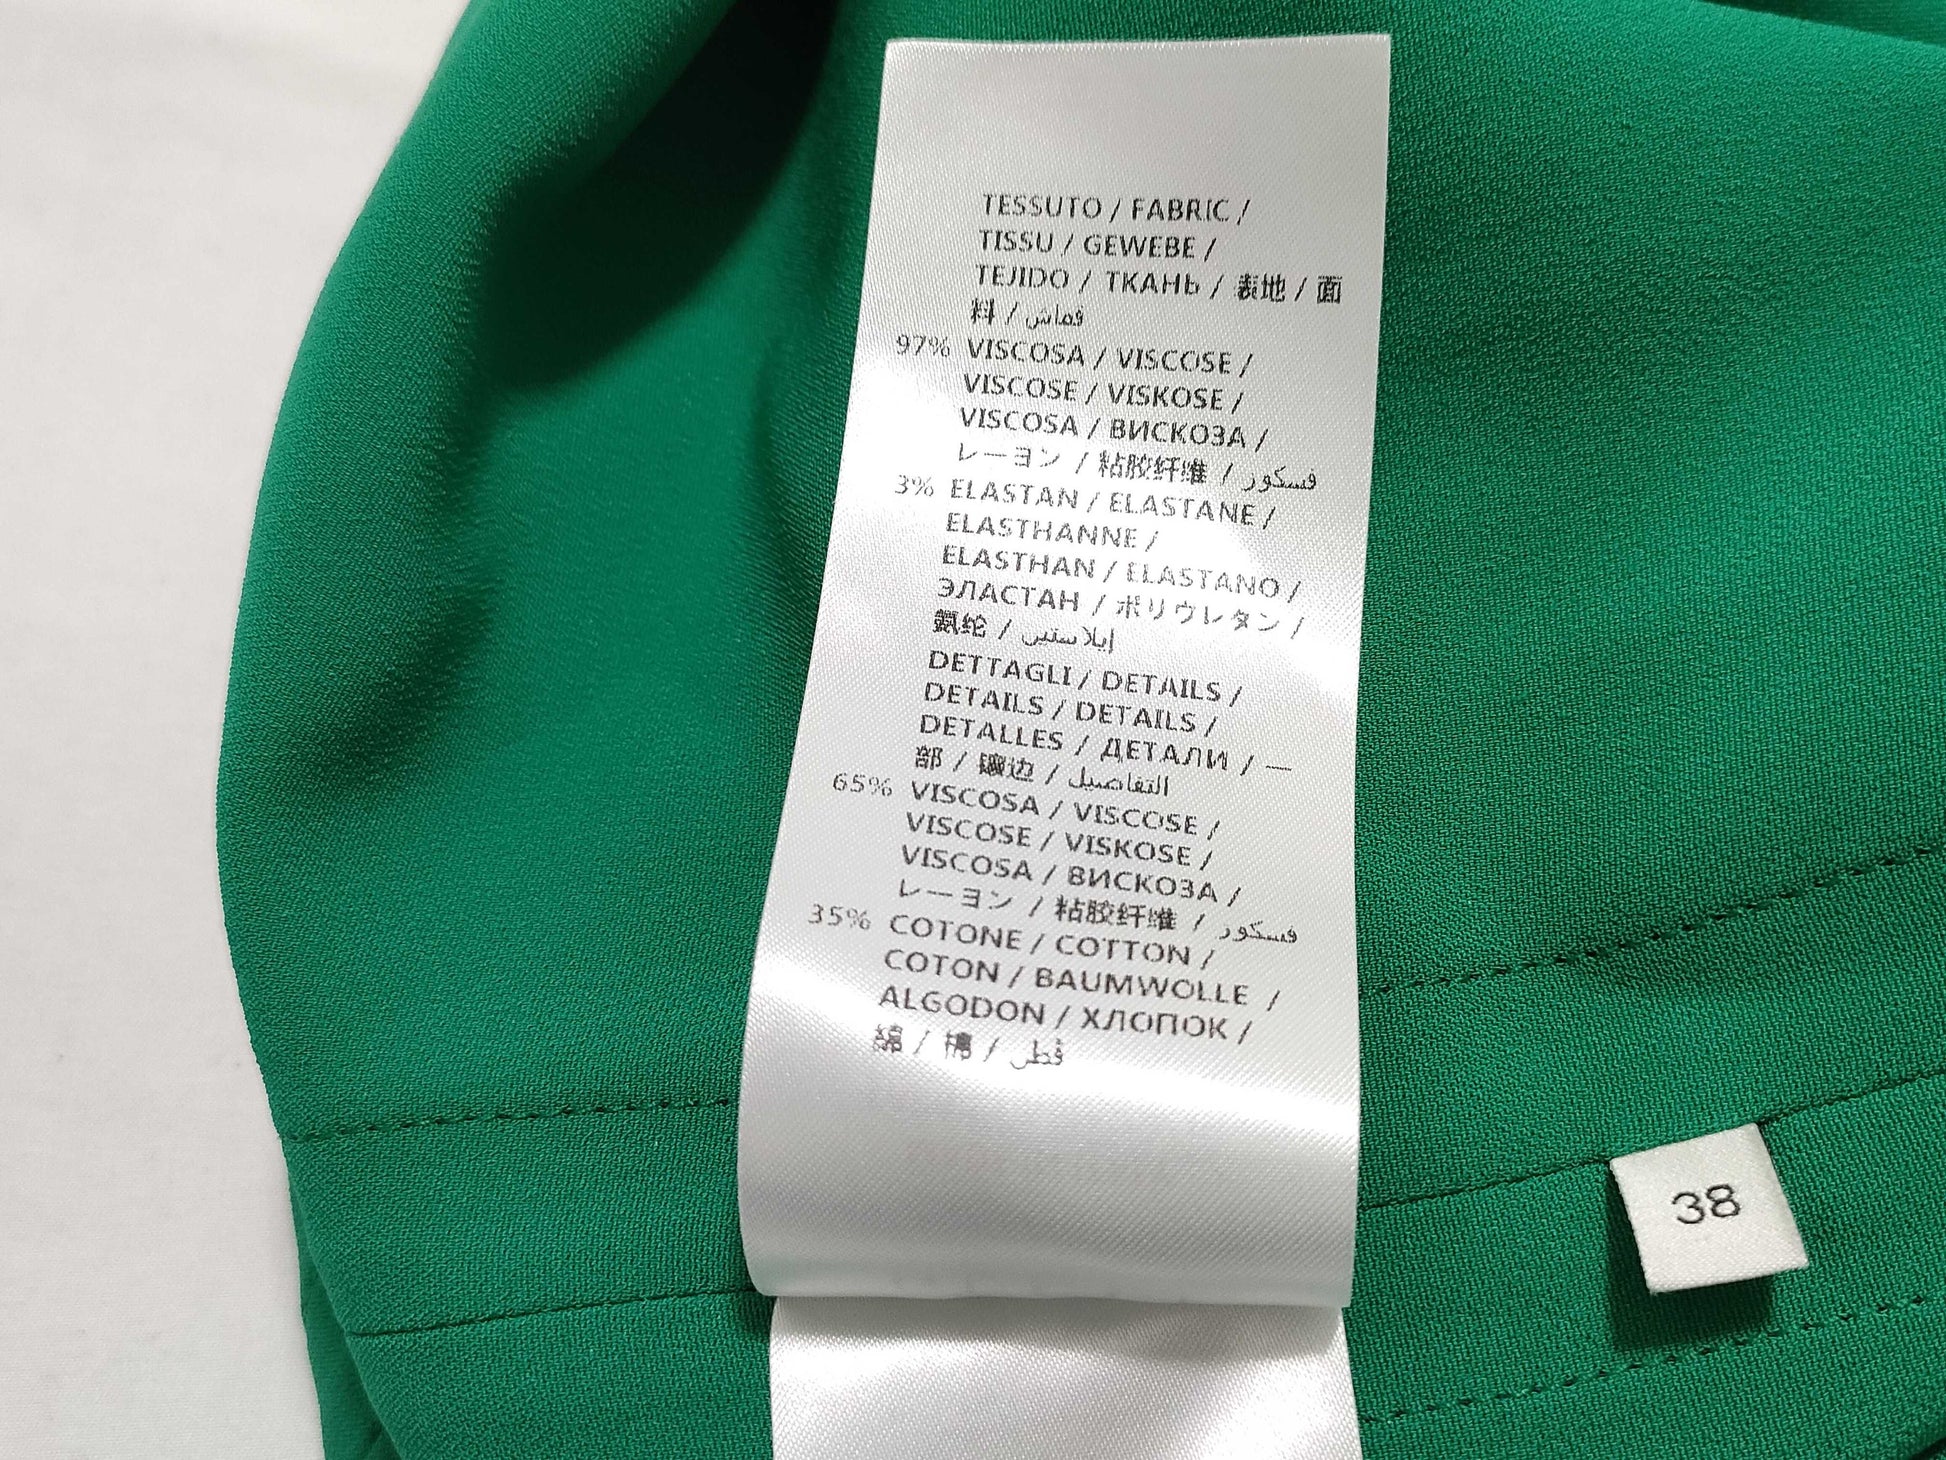 TESSUTO / FABRIC /
TISSU / GEWEBE /
TEJIDO / ТКАНЬ / 表地 / 面
料 / قماش
97% VISCOSA / VISCOSE /
VISCOSE / VISKOSE /
VISCOSA / ВИСКОЗА /
レーヨン / 粘胶纤维 / فسكور
3% ELASTAN / ELASTANE /
ELASTHANNE /
ELASTHAN / ELASTANO /
ЭЛАСТАН / ポリウレタン /
氨纶 / إيلاستين
DETTAGLI / DETAILS /
DETAILS / DETAILS /
DETALLES / ДЕТАЛИ / 一
部 / 镶边 / التفاصيل
65% VISCOSA / VISCOSE /
VISCOSE / VISKOSE /
VISCOSA / ВИСКОЗА /
レーヨン / 粘胶纤维 / فسكور
35% COTONE / COTTON /
COTON / BAUMWOLLE /
ALGODON / ХЛОПОК /
綿 / 棉 / قطن
38